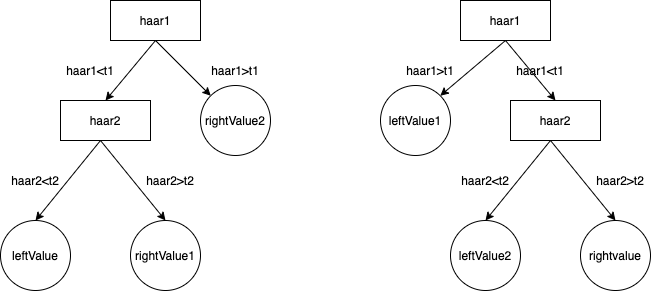 haar1
haar1
haar1<t1
haar1>t1
haar1>t1
haar1<t1
haar2
rightValue2
leftValue1
haar2
haar2<t2
haar2>t2
haar2<t2
haar2>t2
leftValue
rightValue1
leftValue2
rightvalue